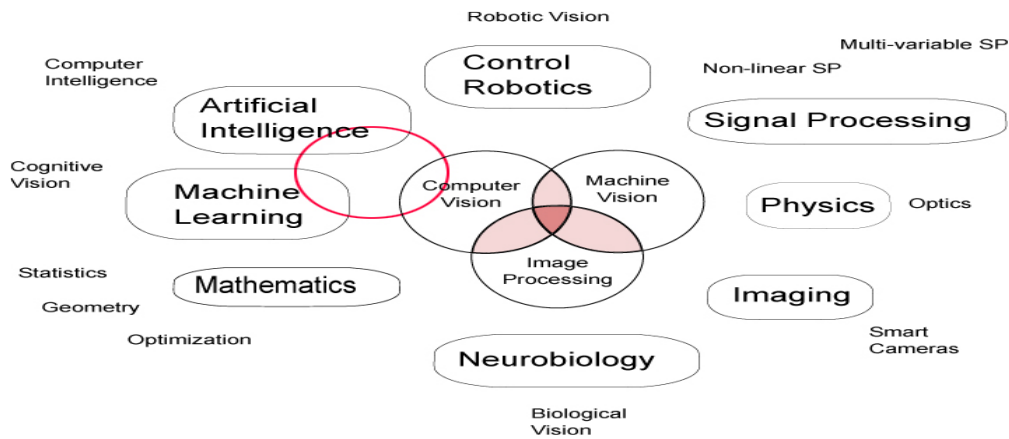 Robotic Vision
Multi-variable SP
Computer
Intelligence
Control
Robotics
Non-linear SP
Artificial
Intelligence
Signal Processing
Cognitive
Vision
Machine
Learning
Computer
Vision
Machine
Vision
Physics
Optics
Statistics
Mathematics
Image
Processing
Imaging
Geometry
Optimization
Smart
Cameras
Neurobiology
Biological
Vision